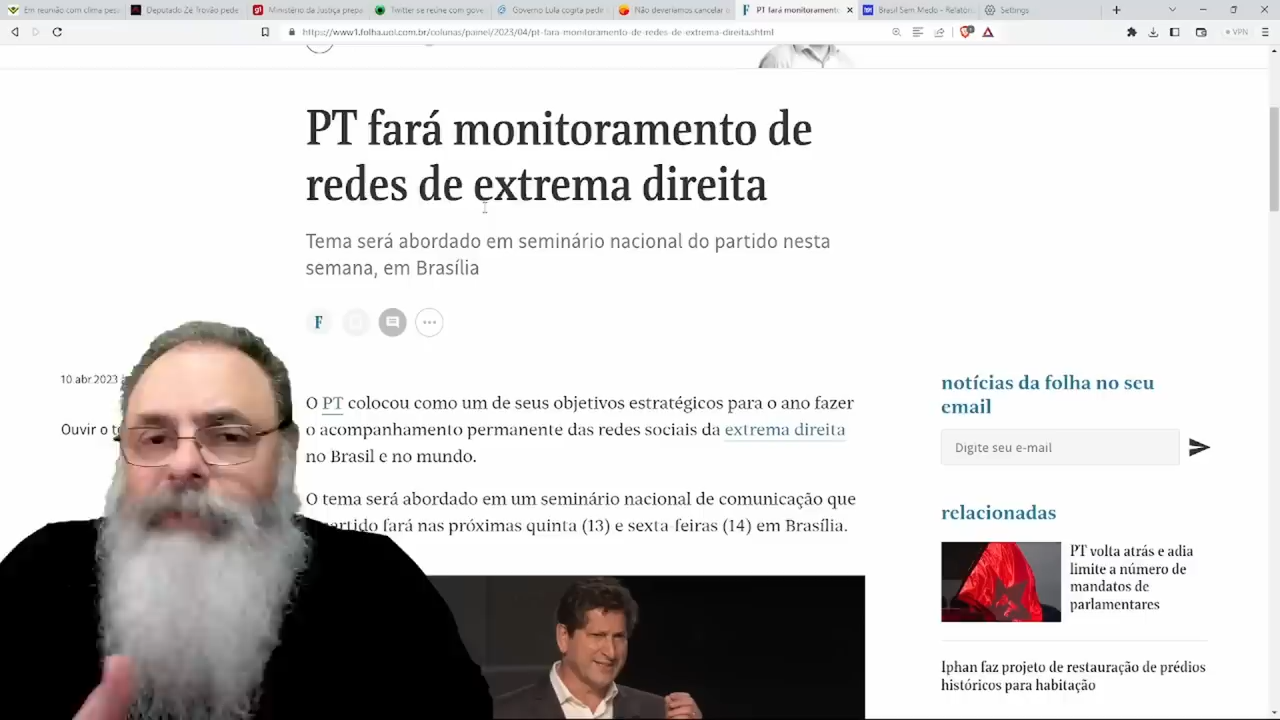 Em reunião com clima pesa
Deputado Zé Trovão pede
Ministério da Justiça prepa
Twitter se reúne com gove
Governo Lula cogita pedir
Não deveríamos cancelar o
PT fará monitoramento
Brasil Sem Medo - Relatori
Settings
https://www1.folha.uol.com.br/colunas/painel/2023/04/pt-fara-monitoramento-de-redes-de-extrema-direita.shtml
VPN
PT fará monitoramento de
redes de extrema direita
Tema será abordado em seminário nacional do partido nesta
semana, em Brasília
F
10 abr.2023
Ouvir o
O PT colocou como um de seus objetivos estratégicos para o ano fazer
o acompanhamento permanente das redes sociais da extrema direita
no Brasil e no mundo.
O tema será abordado em um seminário nacional de comunicação que
partido fará nas próximas quinta (13) e sexta feiras (14) em Brasília.
notícias da folha no seu
email
Digite seu e-mail
relacionadas
PT volta atrás e adia
limite a número de
mandatos de
parlamentares
Iphan faz projeto de restauração de prédios
históricos para habitação